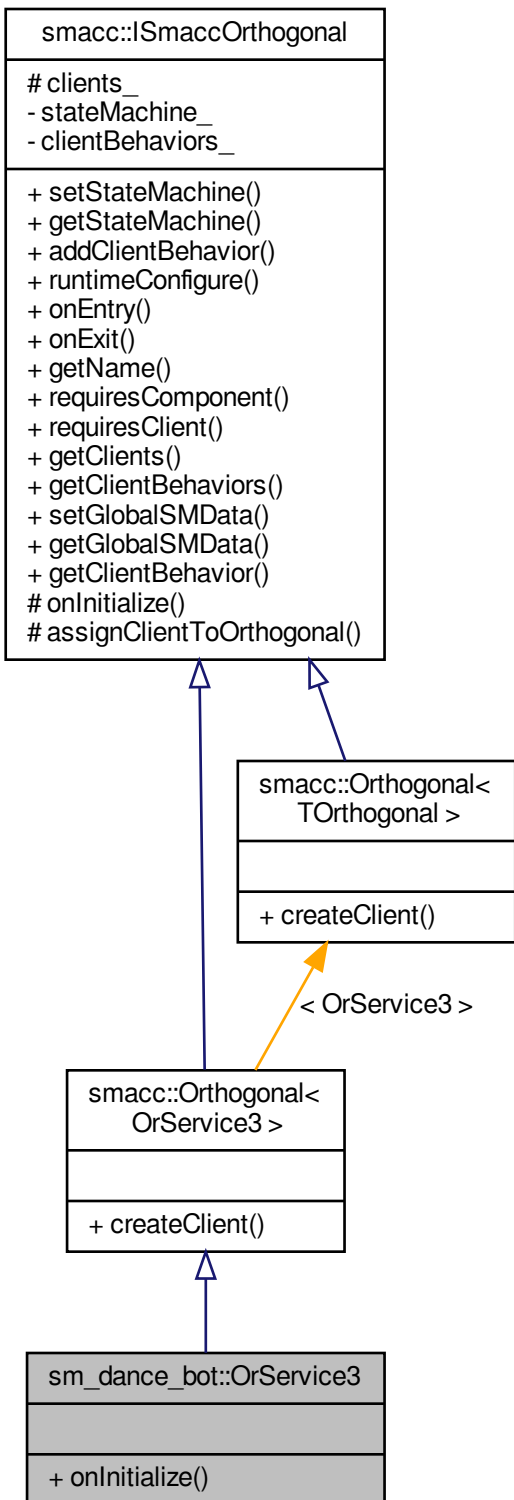 smacc::ISmaccOrthogonal
# clients_
- stateMachine_
- clientBehaviors_
+ setStateMachine()
+ getStateMachine()
+ addClientBehavior()
+ runtimeConfigure()
+ onEntry()
+ onExit()
+ getName()
+ requiresComponent()
+ requiresClient()
+ getClients()
+ getClientBehaviors()
+ setGlobalSMData()
+ getGlobalSMData()
+ getClientBehavior()
# onInitialize()
# assignClientToOrthogonal()
smacc::Orthogonal<
TOrthogonal >
+ createClient()
< OrService3 >
smacc::Orthogonal<
OrService3 >
+ createClient()
sm_dance_bot::OrService3
+ onInitialize()